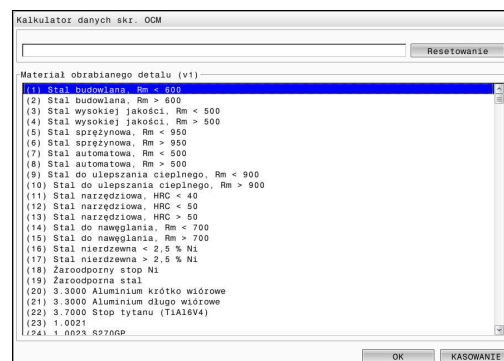 Kalkulator danych skr. OCM
Resetowanie
Materiał obrabianego detalu (v1)
(1) Stal budowlana, Rm < 600
(2) Stal budowlana, Rm > 600
(3) Stal wysokiej jakości, Rm < 500
(4) Stal wysokiej jakości, Rm > 500
(5) Stal sprężynowa, Rm < 950
(6) Stal sprężynowa, Rm > 950
(7) Stal automatowa, Rm < 500
(8) Stal automatowa, Rm > 500
(9) Stal do ulepszania cieplnego, Rm < 900
(10) Stal do ulepszania cieplnego, Rm > 900
(11) Stal narzędziowa, HRC < 40
(12) Stal narzędziowa, HRC < 50
(13) Stal narzędziowa, HRC > 50
(14) Stal do nawęglania, Rm < 700
(15) Stal do nawęglania, Rm > 700
(16) Stal nierdzewna < 2,5 % Ni
(17) Stal nierdzewna > 2,5 % Ni
(18) Żaroodporny stop Ni
(19) Żaroodporna stal
(20) 3.3000 Aluminium krótko wiórowe
(21) 3.3000 Aluminium długo wiórowe
(22) 3.7000 Stop tytanu (TiAl6V4)
(23) 1.0021
(24) 1.0023 S270GP
OK
KASOWANIE